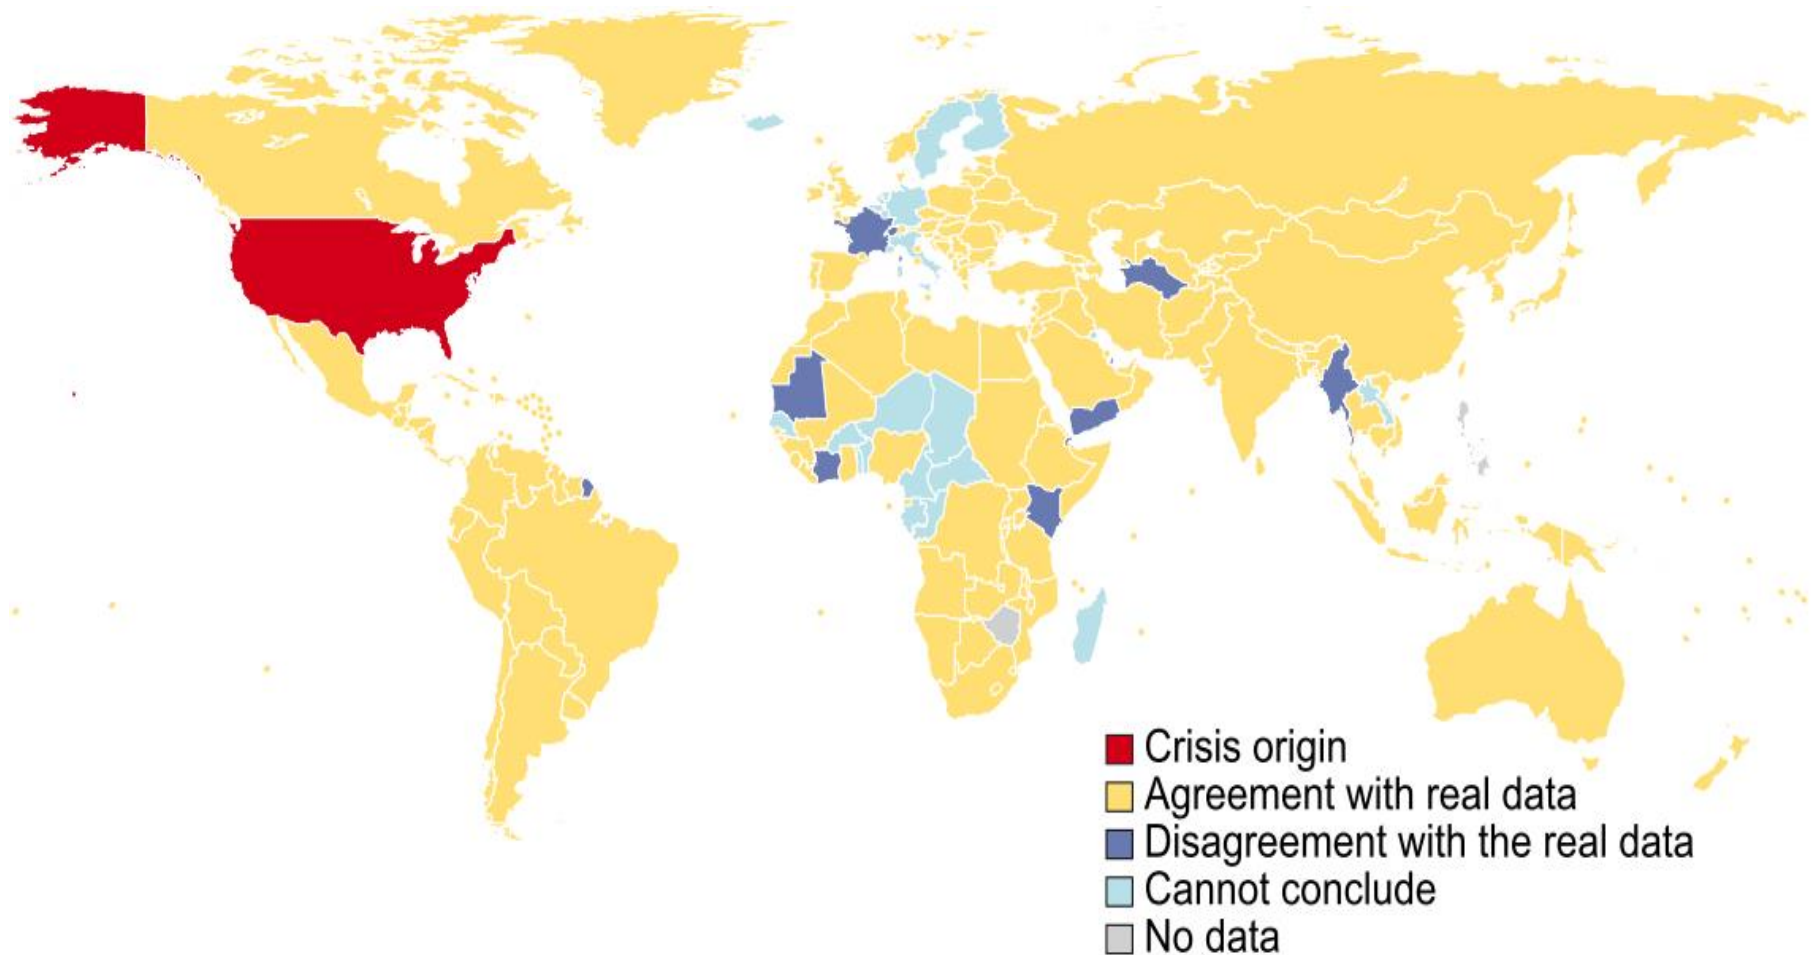 Crisis origin
Agreement with real data
Disagreement with the real data
Cannot conclude
No data